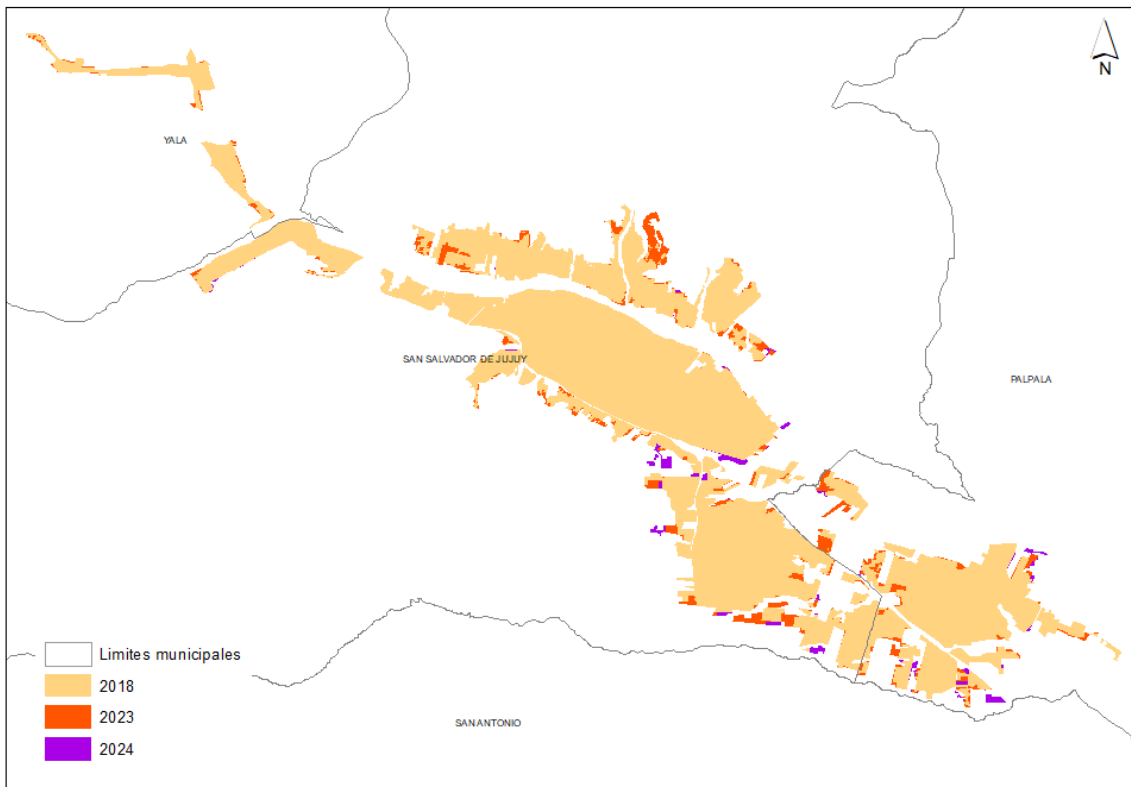 N
YALA
SAN SALVADOR DE JUJUY
PALPALA
Limites municipales
2018
2023
SAN ANTONIO
2024